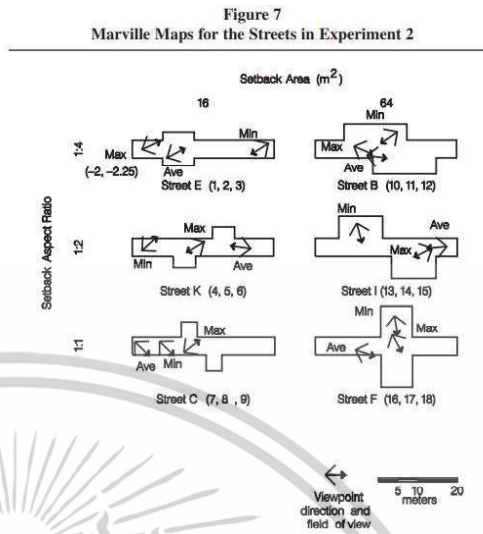 Figure 7
Marville Maps for the Streets in Experiment 2
Setback Area (m²)
16
64
Setback Aspect Ratio
1:4
Max
(-2, -2.25)
Ave
Min
Street E (1, 2, 3)
Min
Max
Ave
Street B (10, 11, 12)
1:2
Min
Max
Ave
Street K (4, 5, 6)
Min
Max
Ave
Street I (13, 14, 15)
1:1
Ave
Min
Max
Street C (7, 8 , 9)
Min
Max
Ave
Street F (16, 17, 18)
Viewpoint
direction and
field of view
5 10 20
meters